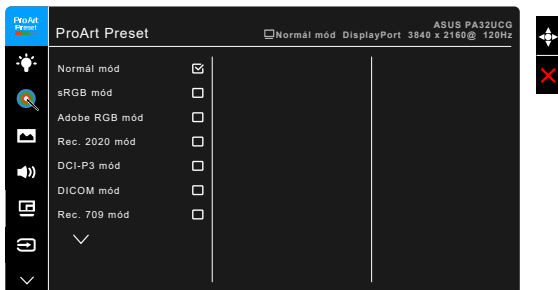 ProArt
Preset
ProArt Preset
ASUS PA32UCG
Normál mód DisplayPort 3840 x 2160@ 120Hz
Normál mód
sRGB mód
Adobe RGB mód
Rec. 2020 mód
DCI-P3 mód
DICOM mód
Rec. 709 mód